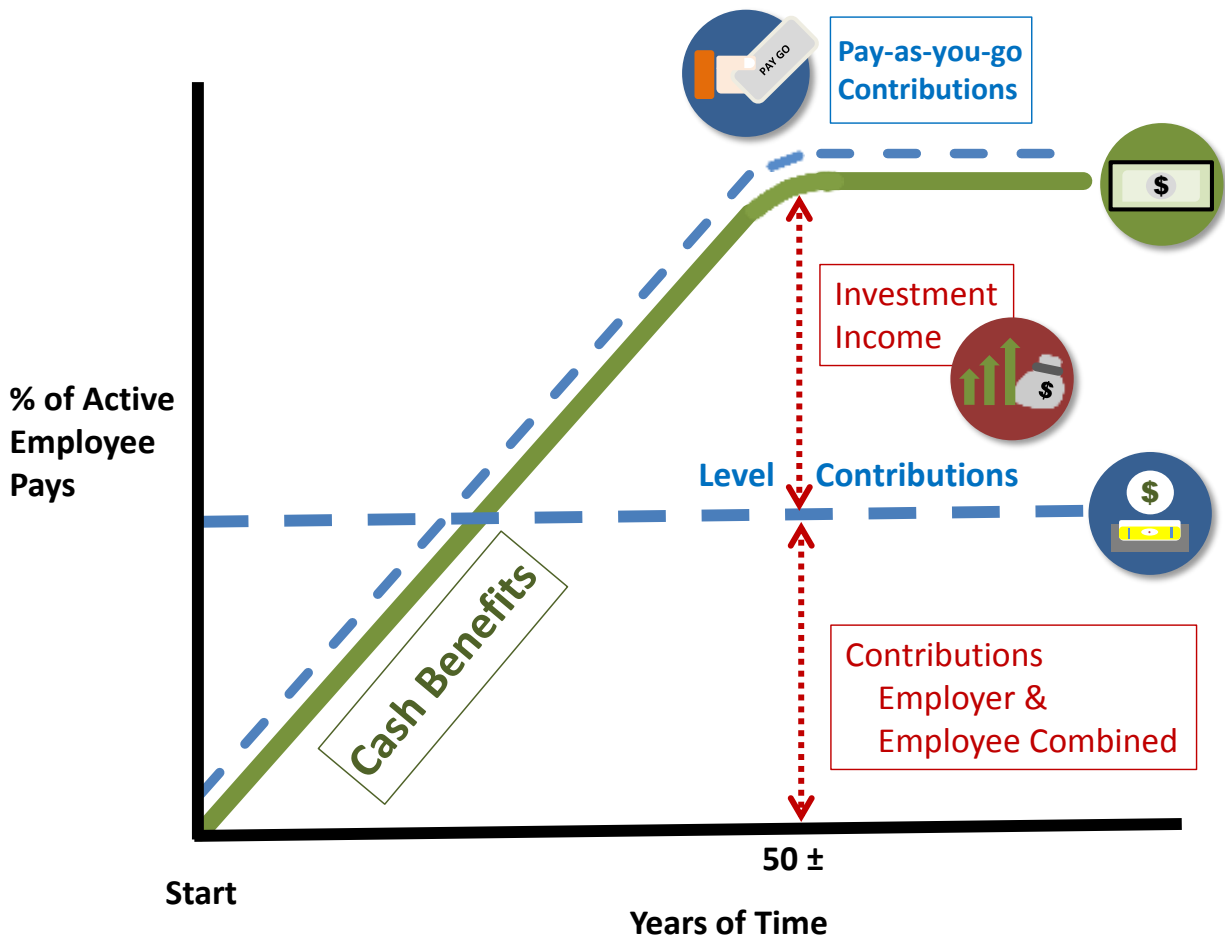 PAY GO
Pay-as-you-go
Contributions
$
Investment
Income
$
% of Active
Employee
Pays
Level Contributions
$
Cash Benefits
Contributions
Employer &
Employee Combined
50 ±
Start
Years of Time